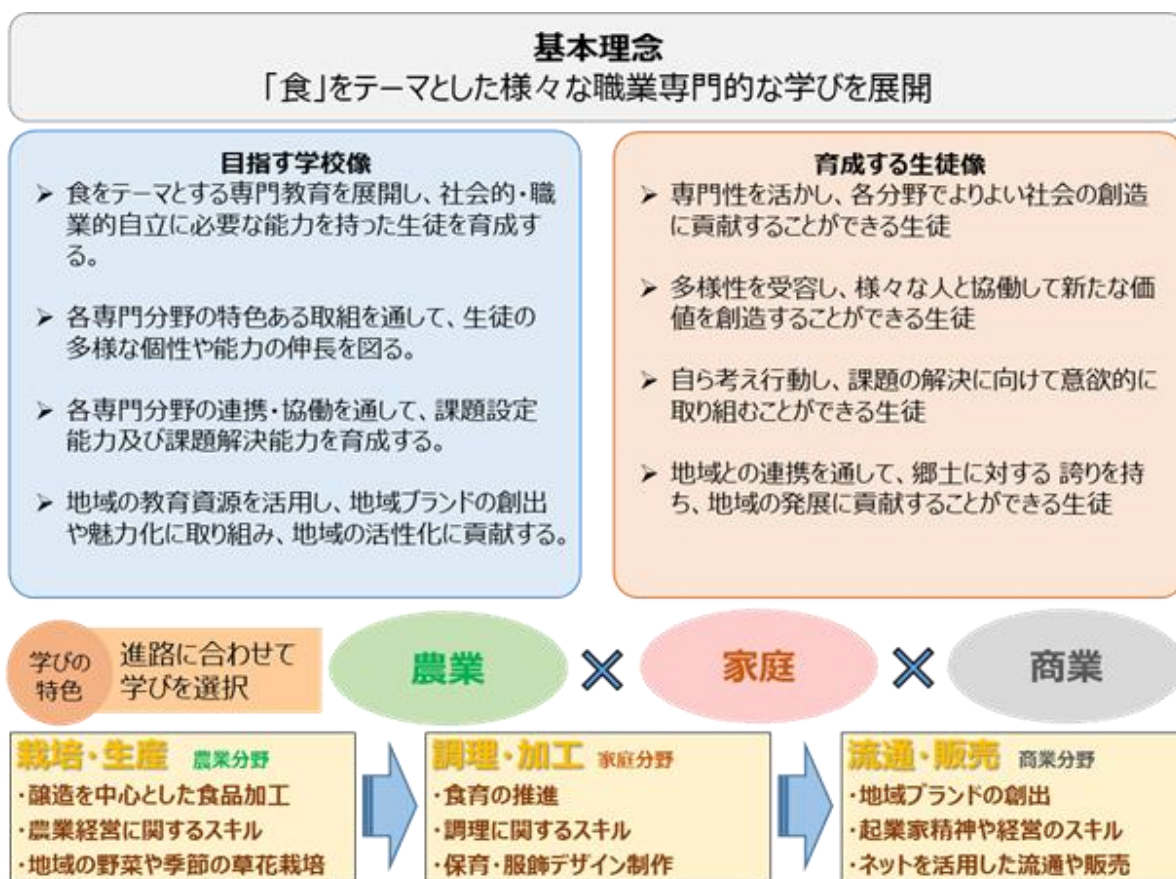 基本理念
「食」をテーマとした様々な職業専門的な学びを展開
目指す学校像
➢ 食をテーマとする専門教育を展開し、社会的・職
業的自立に必要な能力を持った生徒を育成す
る。
➢ 各専門分野の特色ある取組を通して、生徒の
多様な個性や能力の伸長を図る。
➢ 各専門分野の連携・協働を通して、課題設定
能力及び課題解決能力を育成する。
➢ 地域の教育資源を活用し、地域ブランドの創出
や魅力化に取り組み、地域の活性化に貢献する。
育成する生徒像
➢ 専門性を活かし、各分野でよりよい社会の創造
に貢献することができる生徒
➢ 多様性を受容し、様々な人と協働して新たな価
値を創造することができる生徒
➢ 自ら考え行動し、課題の解決に向けて意欲的に
取り組むことができる生徒
➢ 地域との連携を通して、郷土に対する 誇りを持
ち、地域の発展に貢献することができる生徒
学びの
特色
進路に合わせて
学びを選択
農業 × 家庭 × 商業
栽培・生産 農業分野
・醸造を中心とした食品加工
・農業経営に関するスキル
・地域の野菜や季節の草花栽培
調理・加工 家庭分野
・食育の推進
・調理に関するスキル
・保育・服飾デザイン制作
流通・販売 商業分野
・地域ブランドの創出
・起業家精神や経営のスキル
・ネットを活用した流通や販売